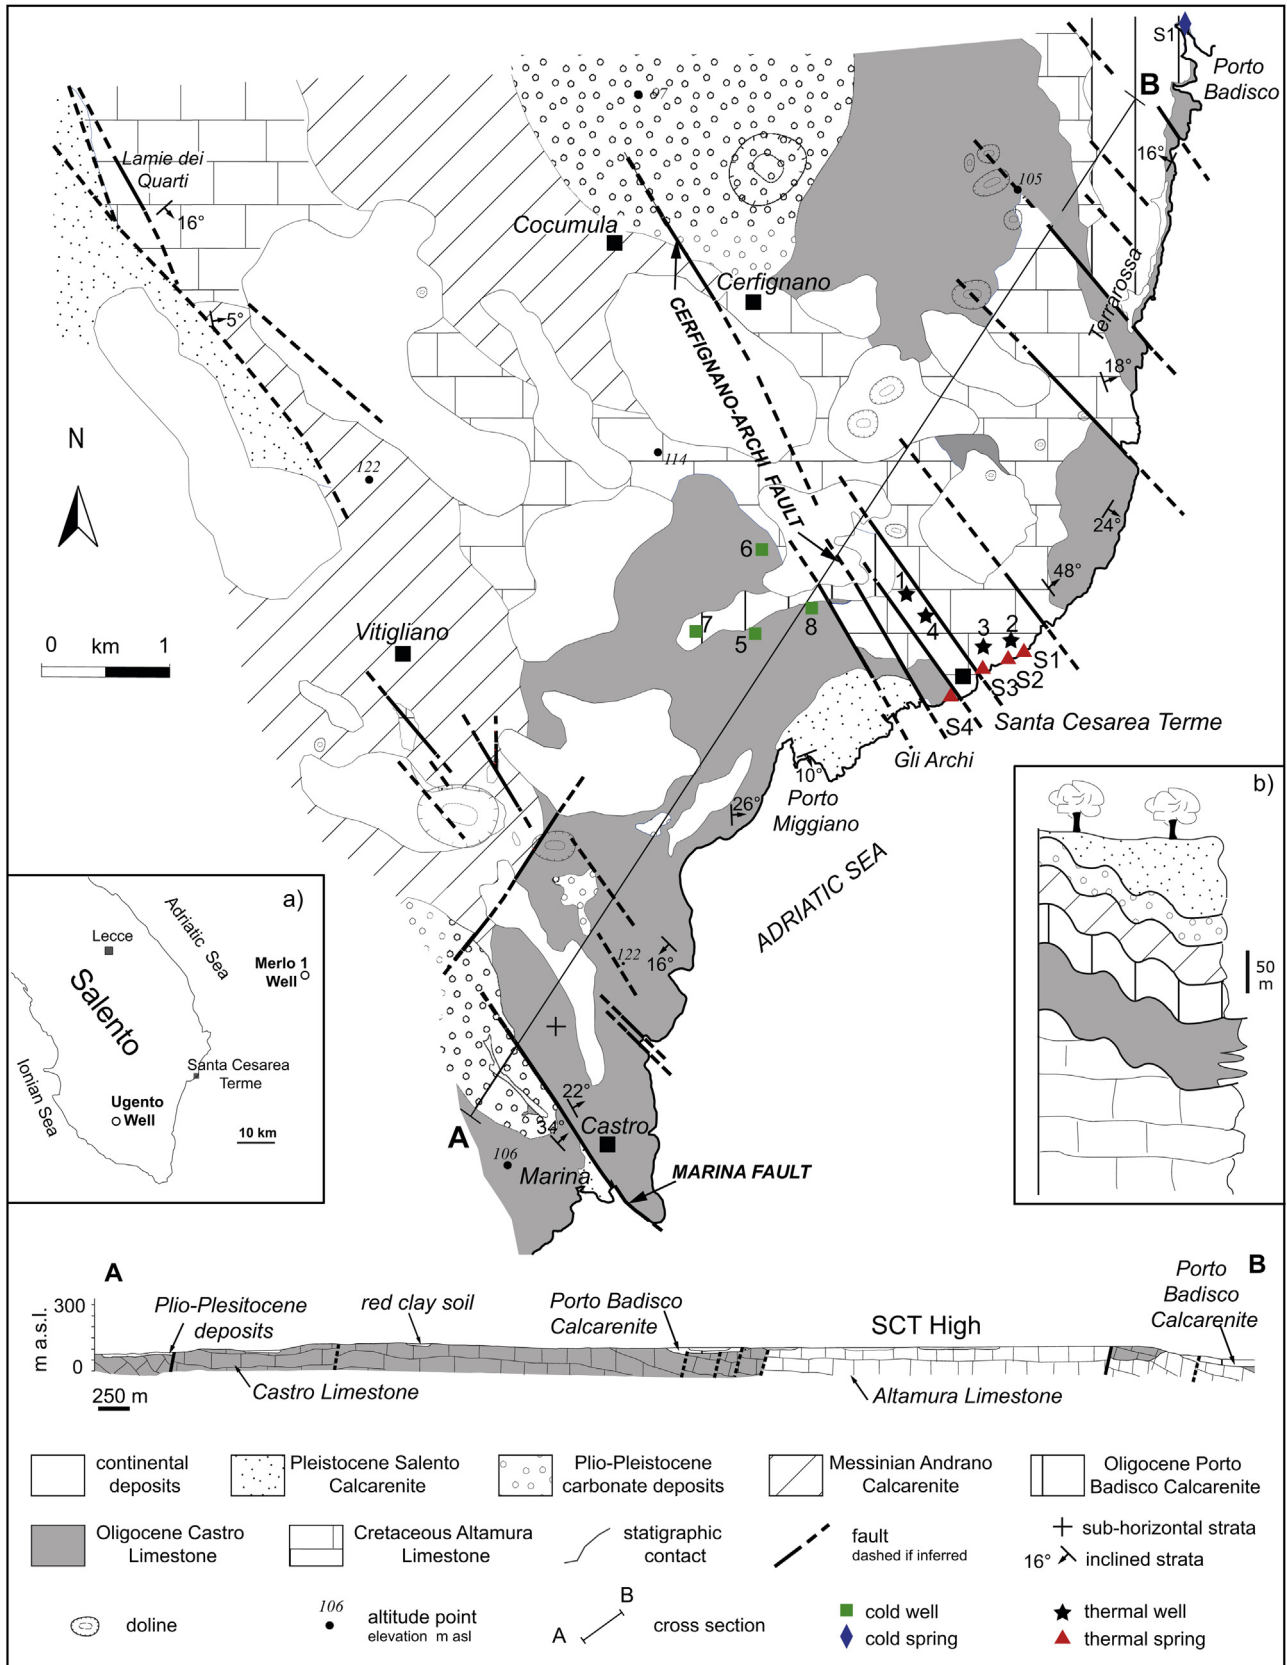 S1
Porto
Badisco
B
97
16°
Lamie dei
Quarti
16°
105
Cocumula
Cerfignano
Terrarossa
5°
CERFIGNANO-ARCHI FAULT
18°
N
122
114
24°
6
48°
1
0 km 1
Vitigliano
7
5
8
4
3
2
S1
S2
S3
S4
Santa Cesarea Terme
Gli Archi
10°
Porto
Miggiano
26°
ADRIATIC SEA
122
16°
22°
34°
Castro
A
106
Marina
MARINA FAULT
a)
Adriatic Sea
Lecce
Merlo 1
Well
Salento
Ionian Sea
Santa Cesarea
Terme
Ugento
Well
10 km
b)
50
m
A
B
m a.s.l.
300
0
Plio-Plesitocene
deposits
red clay soil
Porto Badisco
Calcarenite
SCT High
Porto
Badisco
Calcarenite
Castro Limestone
Altamura Limestone
250 m
continental
deposits
Pleistocene Salento
Calcarenite
Plio-Pleistocene
carbonate deposits
Messinian Andrano
Calcarenite
Oligocene Porto
Badisco Calcarenite
Oligocene Castro
Limestone
Cretaceous Altamura
Limestone
statigraphic
contact
fault
dashed if inferred
sub-horizontal strata
16° inclined strata
doline
106
altitude point
elevation m asl
A
B
cross section
cold well
cold spring
thermal well
thermal spring